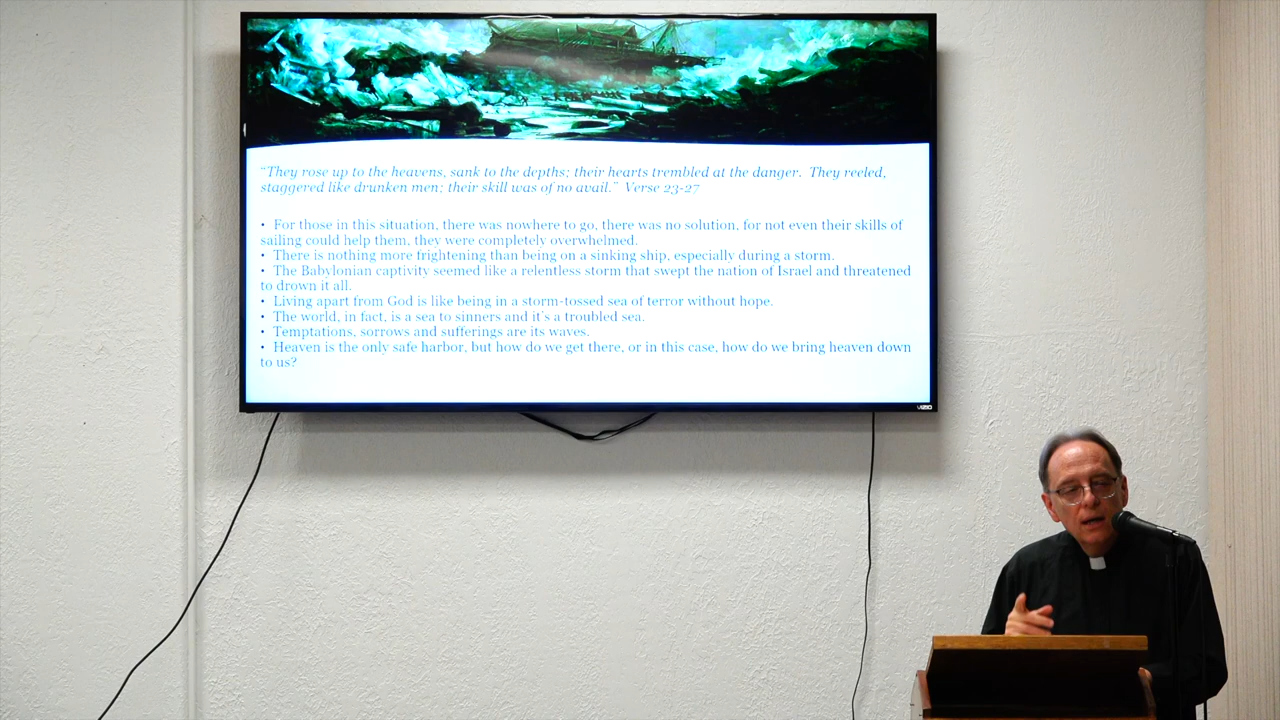 “They rose up to the heavens, sank to the depths; their hearts trembled at the danger. They reeled,
staggered like drunken men; their skill was of no avail.” Verse 23-27
• For those in this situation, there was nowhere to go, there was no solution, for not even their skills of
sailing could help them, they were completely overwhelmed.
• There is nothing more frightening than being on a sinking ship, especially during a storm.
• The Babylonian captivity seemed like a relentless storm that swept the nation of Israel and threatened
to drown it all.
• Living apart from God is like being in a storm-tossed sea of terror without hope.
• The world, in fact, is a sea to sinners and it’s a troubled sea.
• Temptations, sorrows and sufferings are its waves.
• Heaven is the only safe harbor, but how do we get there, or in this case, how do we bring heaven down
to us?
VIZIO